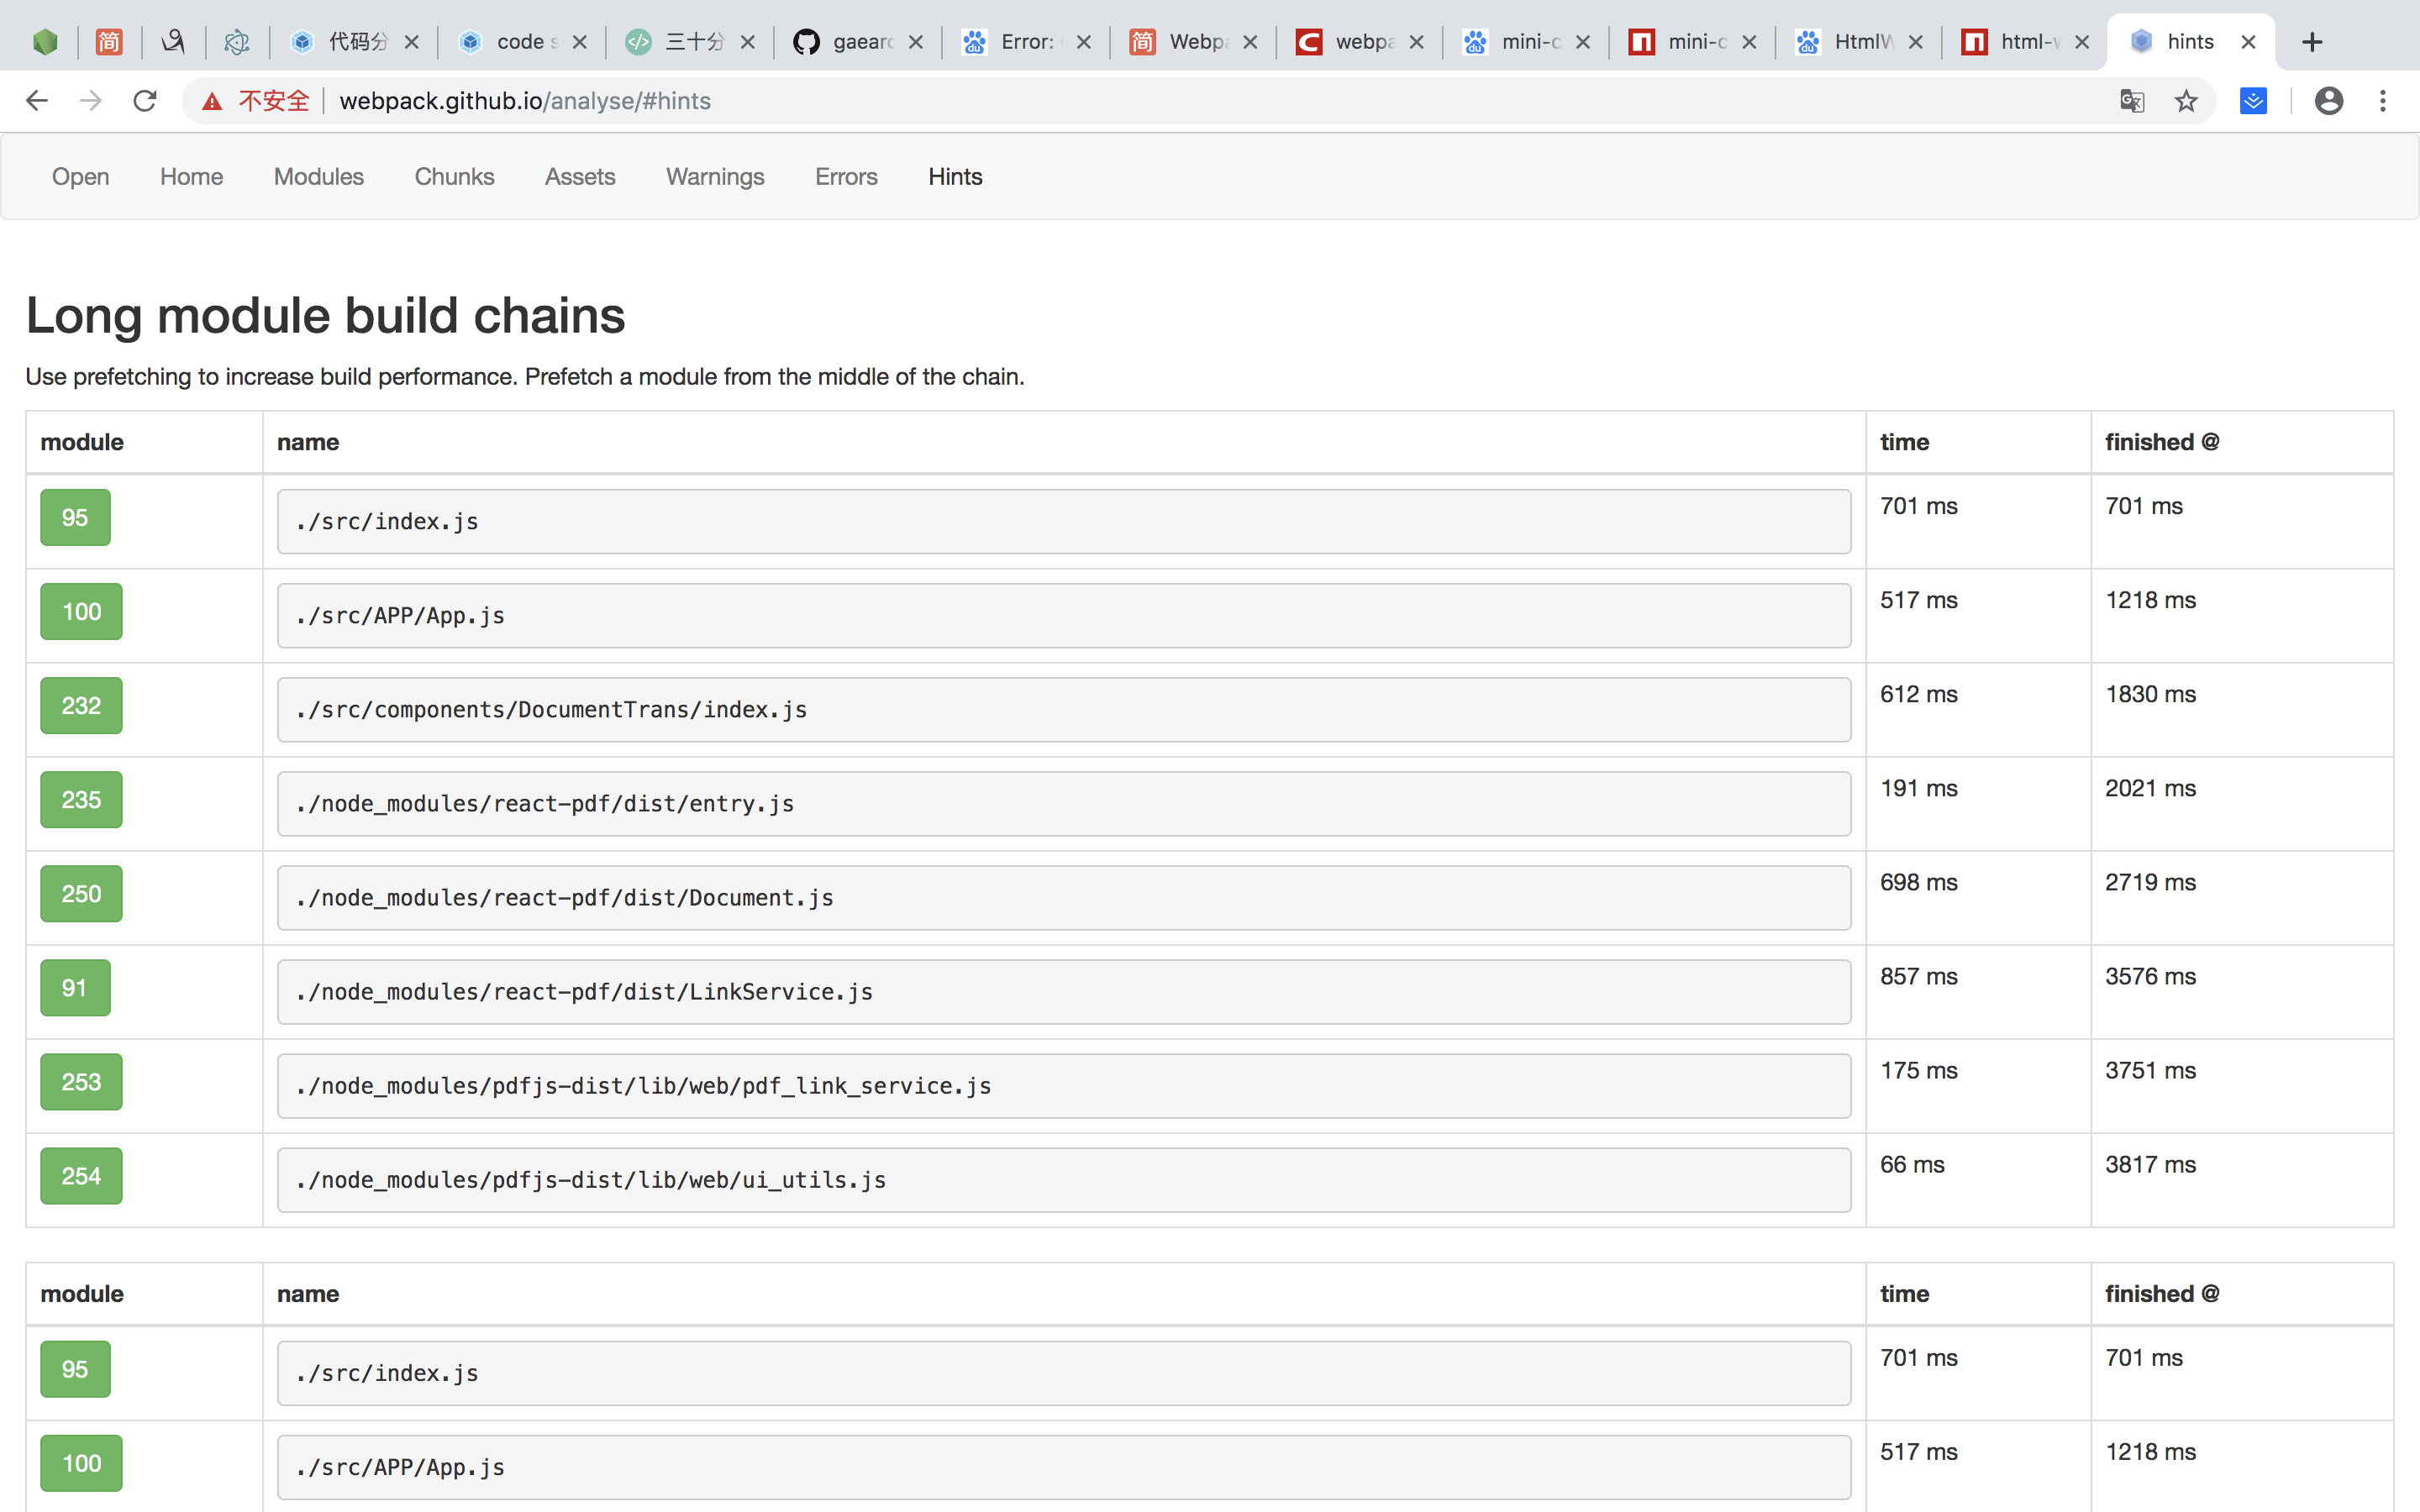 简 代码分 code s 三十分 gaearc Error: Webpa webpa mini-c mini-c HtmlW html-w hints
不安全 webpack.github.io/analyse/#hints
Open Home Modules Chunks Assets Warnings Errors Hints
Long module build chains
Use prefetching to increase build performance. Prefetch a module from the middle of the chain.
module name time finished @
95 ./src/index.js 701 ms 701 ms
100 ./src/APP/App.js 517 ms 1218 ms
232 ./src/components/DocumentTrans/index.js 612 ms 1830 ms
235 ./node_modules/react-pdf/dist/entry.js 191 ms 2021 ms
250 ./node_modules/react-pdf/dist/Document.js 698 ms 2719 ms
91 ./node_modules/react-pdf/dist/LinkService.js 857 ms 3576 ms
253 ./node_modules/pdfjs-dist/lib/web/pdf_link_service.js 175 ms 3751 ms
254 ./node_modules/pdfjs-dist/lib/web/ui_utils.js 66 ms 3817 ms
module name time finished @
95 ./src/index.js 701 ms 701 ms
100 ./src/APP/App.js 517 ms 1218 ms